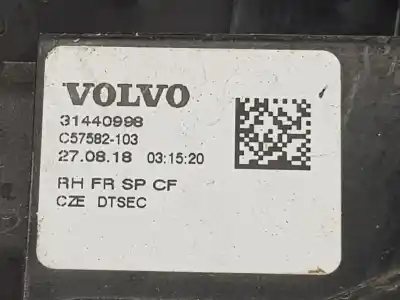 VOLVO
31440998
C57582-103
27.08.18 03:15:20
RH FR SP CF
CZE DTSEC